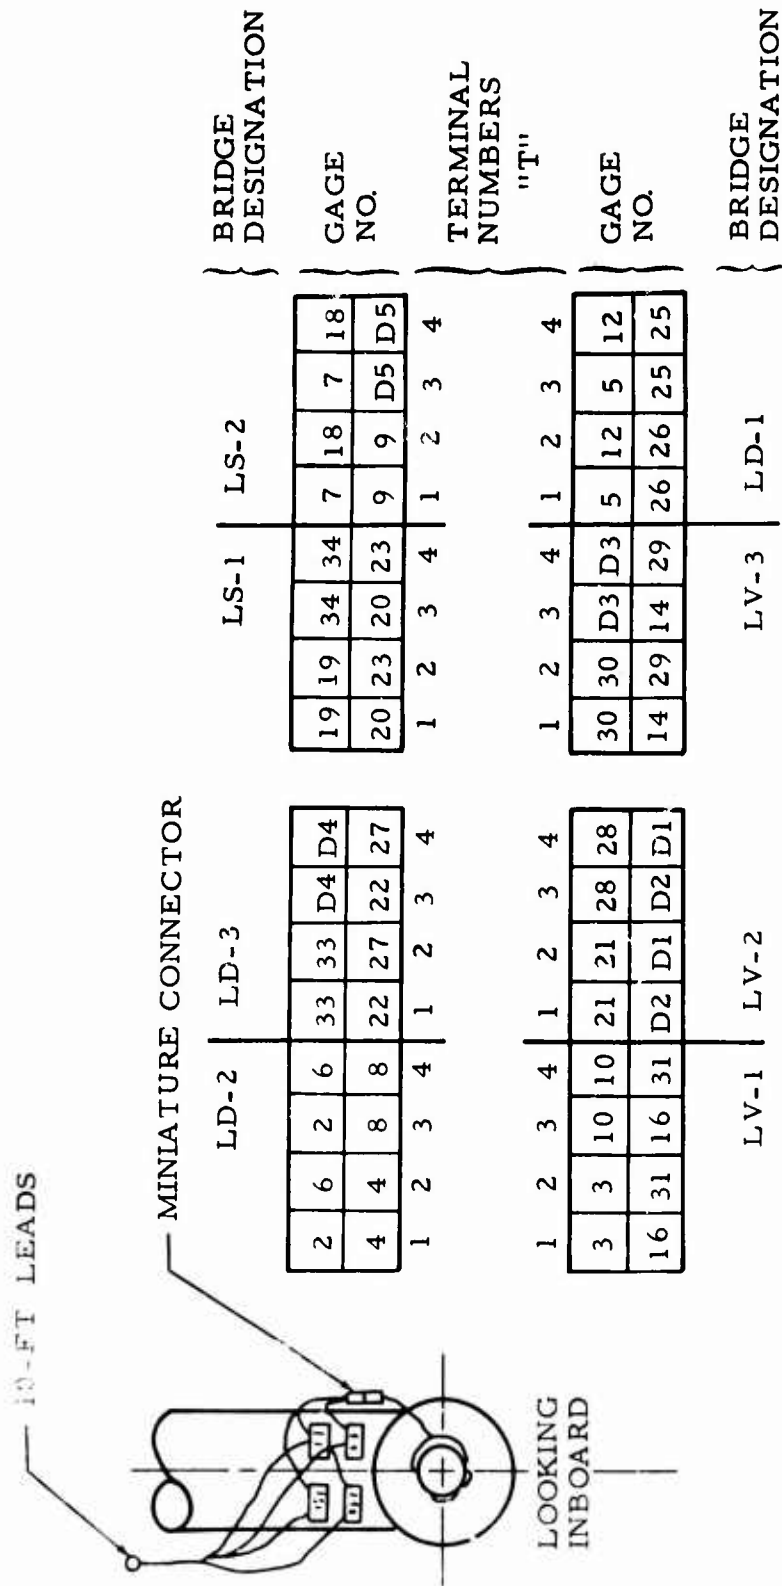 10-FT LEADS
MINIATURE CONNECTOR
LOOKING
INBOARD
LD-2 LD-3 LS-1 LS-2 BRIDGE
DESIGNATION
2 6 2 6 33 33 D4 D4 19 19 34 34 7 18 7 18 GAGE
4 4 8 8 22 27 22 27 20 23 20 23 9 9 D5 D5 NO.
1 2 3 4 1 2 3 4 1 2 3 4 1 2 3 4 TERMINAL
NUMBERS
"T"
1 2 3 4 1 2 3 4 1 2 3 4 1 2 3 4
3 3 10 10 21 21 28 28 30 30 D3 D3 5 12 5 12 GAGE
16 31 16 31 D2 D1 D2 D1 14 29 14 29 26 26 25 25 NO.
LV-1 LV-2 LV-3 LD-1 BRIDGE
DESIGNATION